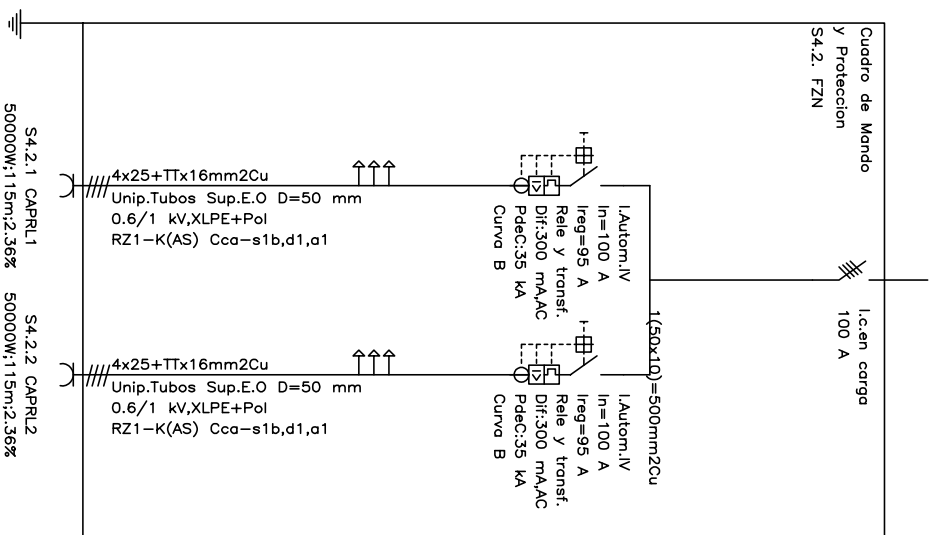 Cuadro de Mando
y Proteccion
S4.2. FZN
I.c.en carga
100 A
1(50x10)=500mm2Cu
I.Autom.IV
In=100 A
Ireg=95 A
Rele y transf.
Dif:300 mA,AC
PdeC:35 kA
Curva B
4x25+TTx16mm2Cu
Unip.Tubos Sup.E.O D=50 mm
0.6/1 kV,XLPE+Pol
RZ1-K(AS) Cca-s1b,d1,a1
S4.2.1 CAPRL1
50000W;115m;2.36%
I.Autom.IV
In=100 A
Ireg=95 A
Rele y transf.
Dif:300 mA,AC
PdeC:35 kA
Curva B
4x25+TTx16mm2Cu
Unip.Tubos Sup.E.O D=50 mm
0.6/1 kV,XLPE+Pol
RZ1-K(AS) Cca-s1b,d1,a1
S4.2.2 CAPRL2
50000W;115m;2.36%